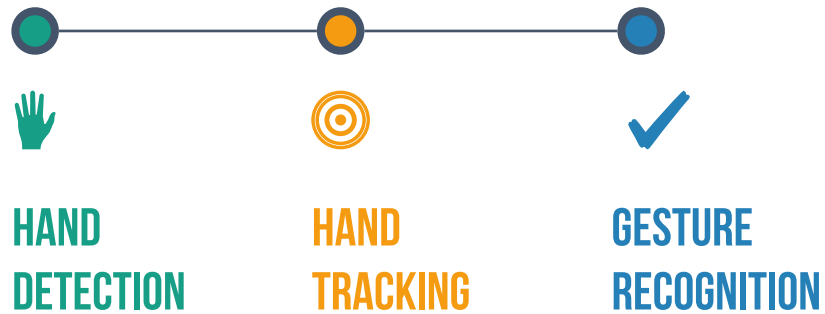 HAND
DETECTION
HAND
TRACKING
GESTURE
RECOGNITION